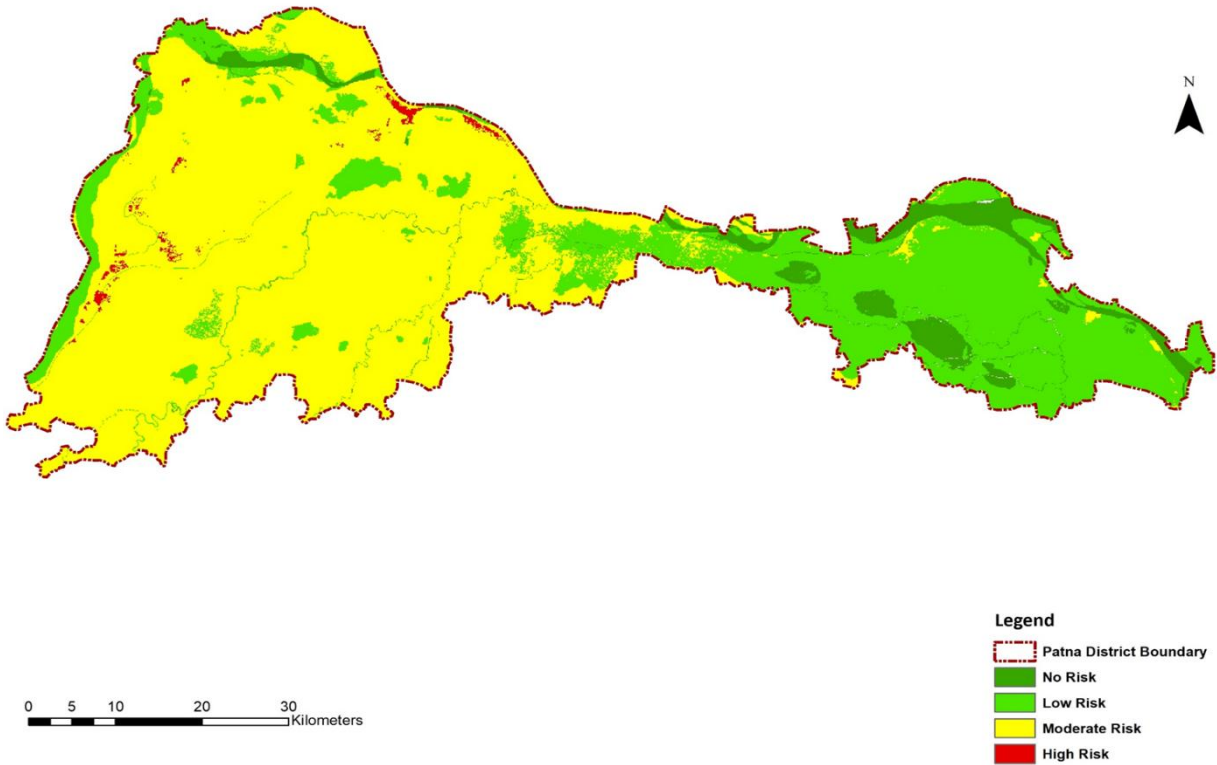 N
Legend
Patna District Boundary
No Risk
Low Risk
Moderate Risk
High Risk
0 5 10 20 30
Kilometers